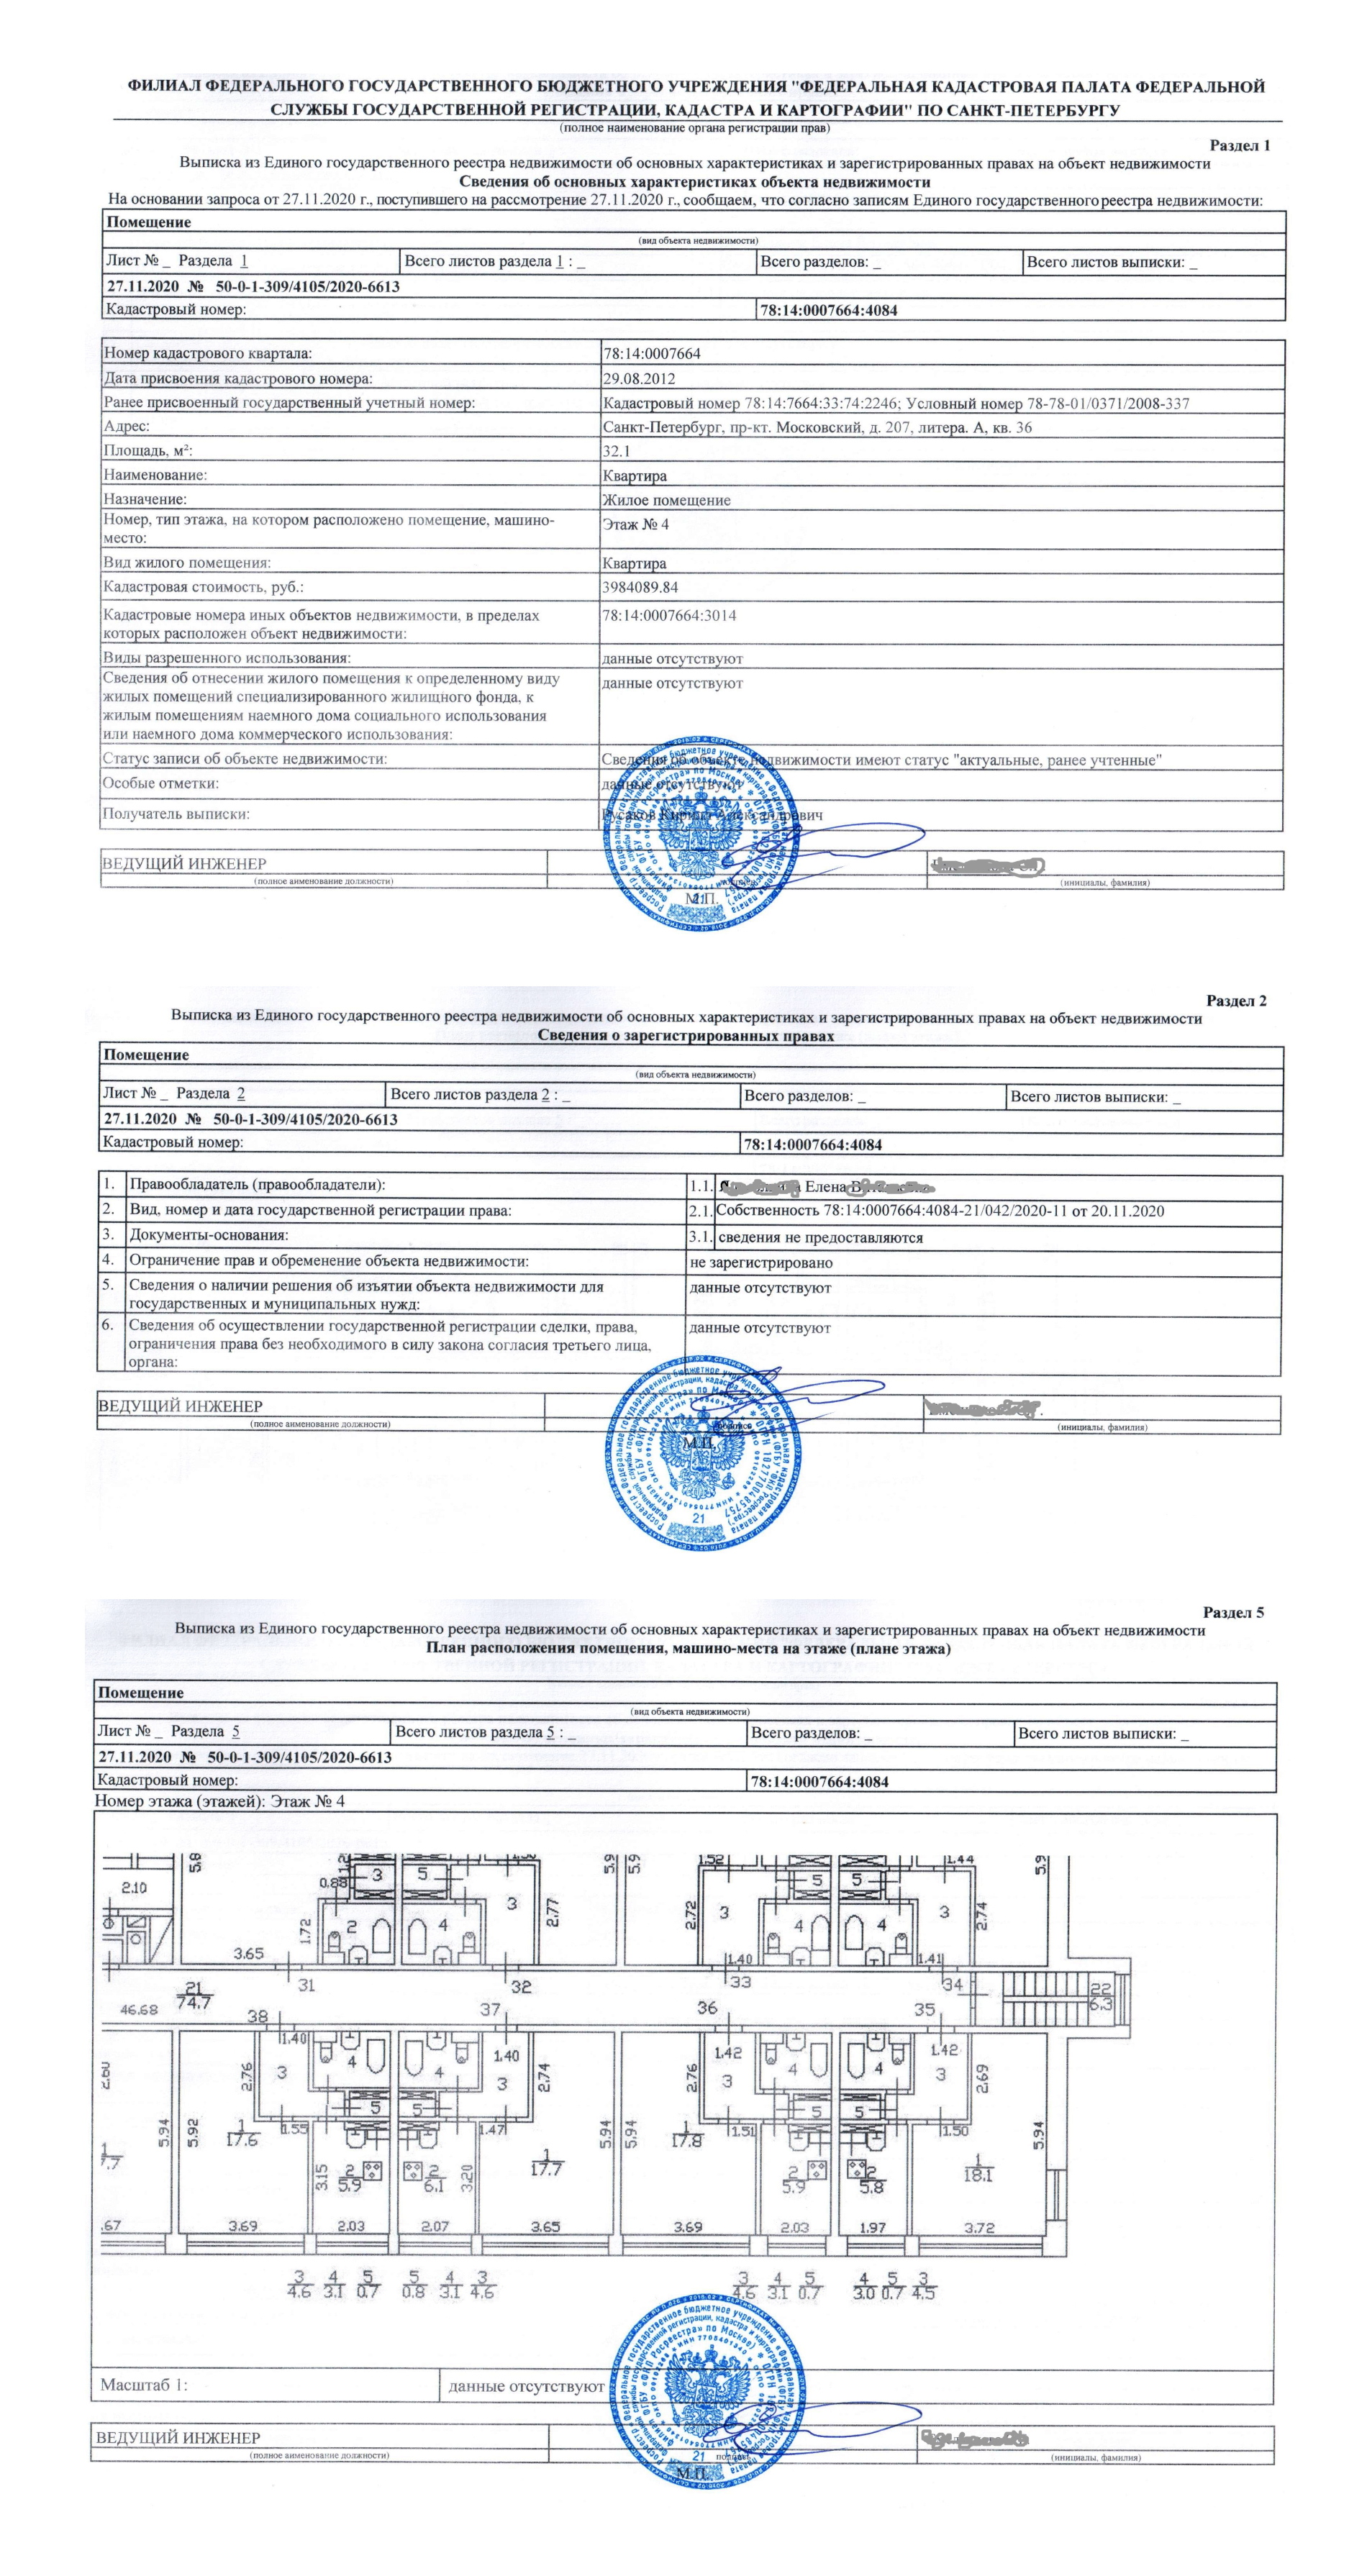 ФИЛИАЛ ФЕДЕРАЛЬНОГО ГОСУДАРСТВЕННОГО БЮДЖЕТНОГО УЧРЕЖДЕНИЯ "ФЕДЕРАЛЬНАЯ КАДАСТРОВАЯ ПАЛАТА ФЕДЕРАЛЬНОЙ
СЛУЖБЫ ГОСУДАРСТВЕННОЙ РЕГИСТРАЦИИ, КАДАСТРА И КАРТОГРАФИИ" ПО САНКТ-ПЕТЕРБУРГУ
(полное наименование органа регистрации прав)
Раздел 1
Выписка из Единого государственного реестра недвижимости об основных характеристиках и зарегистрированных правах на объект недвижимости
Сведения об основных характеристиках объекта недвижимости
На основании запроса от 27.11.2020 г., поступившего на рассмотрение 27.11.2020 г., сообщаем, что согласно записям Единого государственного реестра недвижимости:
Помещение
(вид объекта недвижимости)
Лист № _ Раздела 1 Всего листов раздела 1 : _ Всего разделов: _ Всего листов выписки: _
27.11.2020 № 50-0-1-309/4105/2020-6613
Кадастровый номер: 78:14:0007664:4084
Номер кадастрового квартала: 78:14:0007664
Дата присвоения кадастрового номера: 29.08.2012
Ранее присвоенный государственный учетный номер: Кадастровый номер 78:14:7664:33:74:2246; Условный номер 78-78-01/0371/2008-337
Адрес: Санкт-Петербург, пр-кт. Московский, д. 207, литера. А, кв. 36
Площадь, м²: 32.1
Наименование: Квартира
Назначение: Жилое помещение
Номер, тип этажа, на котором расположено помещение, машино- Этаж № 4
место:
Вид жилого помещения: Квартира
Кадастровая стоимость, руб.: 3984089.84
Кадастровые номера иных объектов недвижимости, в пределах 78:14:0007664:3014
которых расположен объект недвижимости:
Виды разрешенного использования: данные отсутствуют
Сведения об отнесении жилого помещения к определенному виду данные отсутствуют
жилых помещений специализированного жилищного фонда, к
жилым помещениям наемного дома социального использования
или наемного дома коммерческого использования:
Статус записи об объекте недвижимости: Сведения об объекте недвижимости имеют статус "актуальные, ранее учтенные"
Особые отметки: данные отсутствуют
Получатель выписки: Русаков Кирилл Александрович
ВЕДУЩИЙ ИНЖЕНЕР
(полное аименование должности) (инициалы, фамилия)
М.П.
21
Раздел 2
Выписка из Единого государственного реестра недвижимости об основных характеристиках и зарегистрированных правах на объект недвижимости
Сведения о зарегистрированных правах
Помещение
(вид объекта недвижимости)
Лист № _ Раздела 2 Всего листов раздела 2 : _ Всего разделов: _ Всего листов выписки: _
27.11.2020 № 50-0-1-309/4105/2020-6613
Кадастровый номер: 78:14:0007664:4084
1. Правообладатель (правообладатели): 1.1. Елена
2. Вид, номер и дата государственной регистрации права: 2.1. Собственность 78:14:0007664:4084-21/042/2020-11 от 20.11.2020
3. Документы-основания: 3.1. сведения не предоставляются
4. Ограничение прав и обременение объекта недвижимости: не зарегистрировано
5. Сведения о наличии решения об изъятии объекта недвижимости для данные отсутствуют
государственных и муниципальных нужд:
6. Сведения об осуществлении государственной регистрации сделки, права, данные отсутствуют
ограничения права без необходимого в силу закона согласия третьего лица,
органа:
ВЕДУЩИЙ ИНЖЕНЕР
(полное аименование должности) (инициалы, фамилия)
М.П.
21
Раздел 5
Выписка из Единого государственного реестра недвижимости об основных характеристиках и зарегистрированных правах на объект недвижимости
План расположения помещения, машино-места на этаже (плане этажа)
Помещение
(вид объекта недвижимости)
Лист № _ Раздела 5 Всего листов раздела 5 : _ Всего разделов: _ Всего листов выписки: _
27.11.2020 № 50-0-1-309/4105/2020-6613
Кадастровый номер: 78:14:0007664:4084
Номер этажа (этажей): Этаж № 4
5.8 5.9 5.9 1.52 1.44 5.9
2.10 0.88 3 5 3 2.77 2.72 3 5 5 3 2.74
1.72 2 4 4 4
3.65 1.40 1.41
31 32 33 34
46.68 21 74.7 22 6.3
38 37 36 35
1.40 4 4 1.40 1.42 4 4 1.42
2.76 3 3 2.74 2.76 3 3 2.69
5 5 5 5
5.94 5.92 1 17.6 1.55 1.47 5.94 5.94 1 17.8 1.51 1.50 5.94
3.15 2 5.9 2 6.1 3.20 1 17.7 2 5.9 2 5.8 1 18.1
.67 3.69 2.03 2.07 3.65 3.69 2.03 1.97 3.72
3 4 5 5 4 3 3 4 5 4 5 3
4.6 3.1 0.7 0.8 3.1 4.6 4.6 3.1 0.7 3.0 0.7 4.5
Масштаб 1: данные отсутствуют
ВЕДУЩИЙ ИНЖЕНЕР
(полное аименование должности) (инициалы, фамилия)
21
М.П.